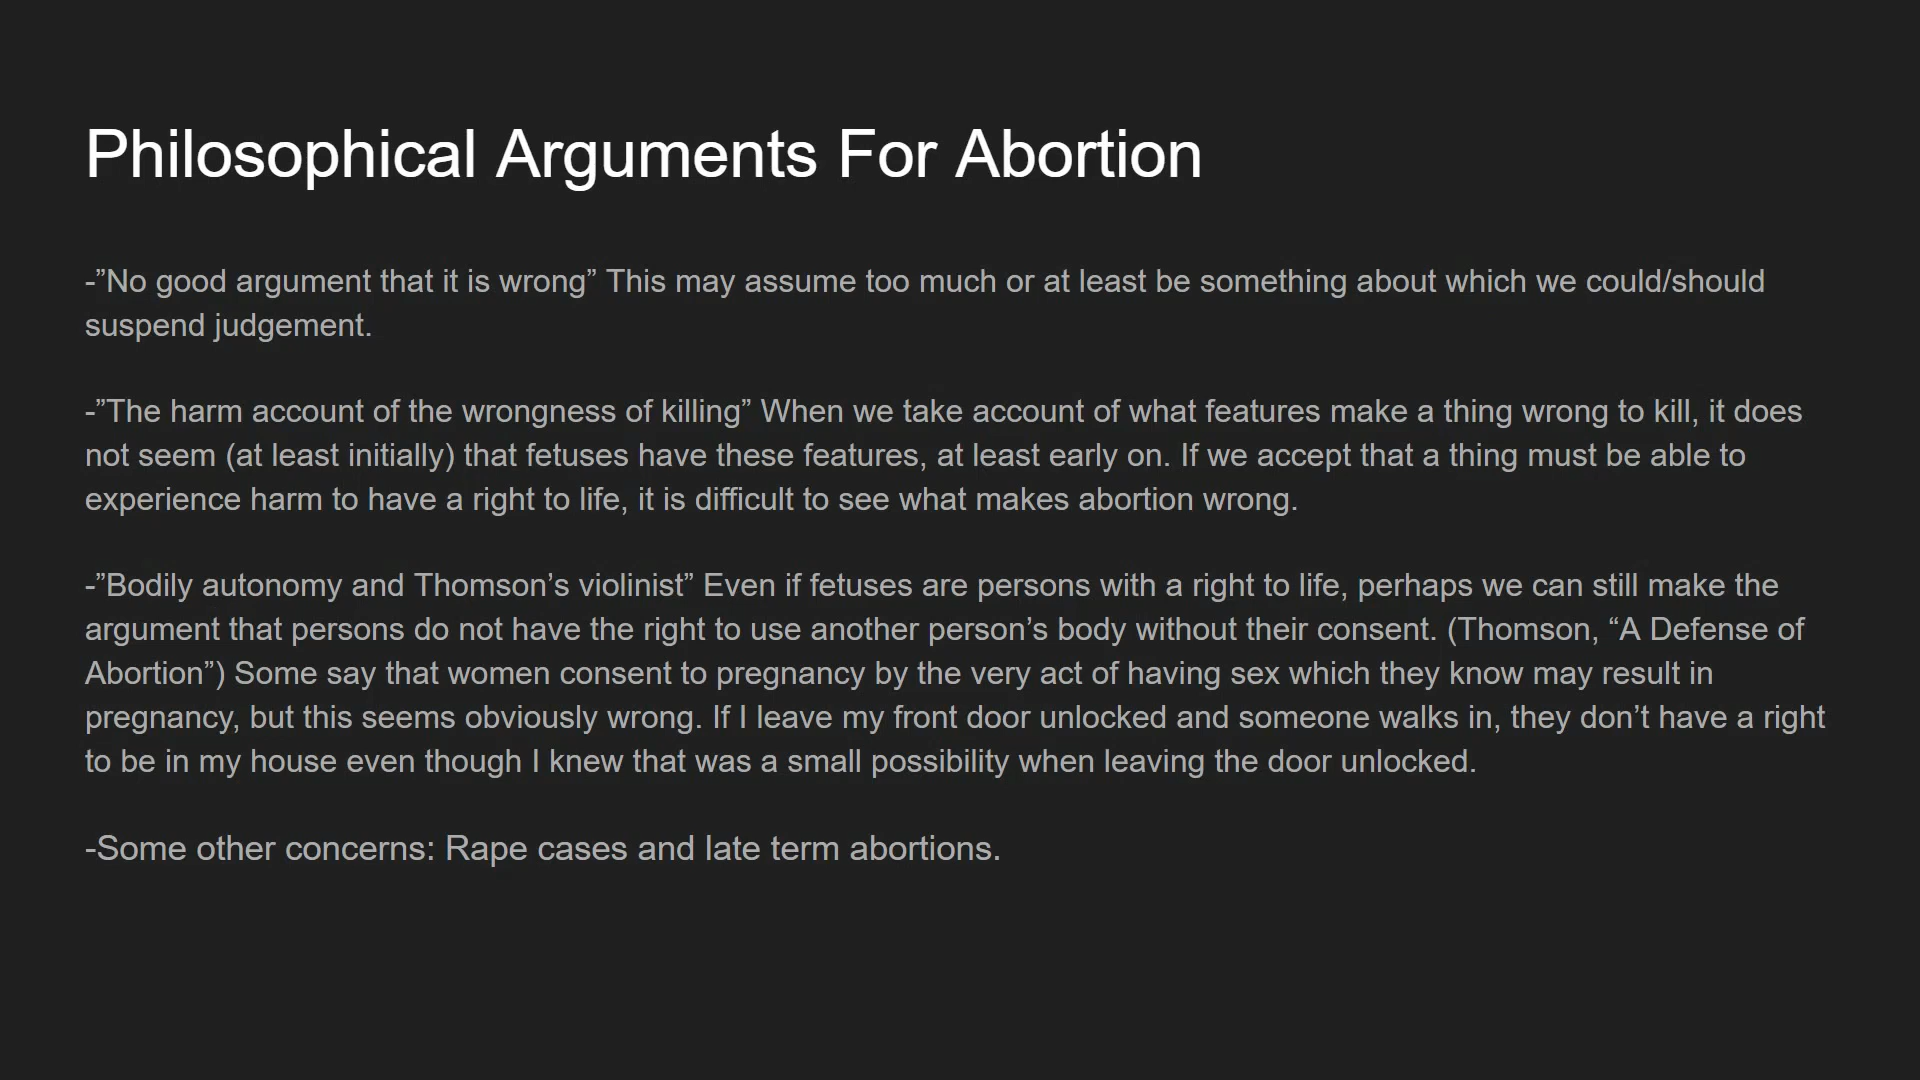 Philosophical Arguments For Abortion
-”No good argument that it is wrong” This may assume too much or at least be something about which we could/should
suspend judgement.
-”The harm account of the wrongness of killing” When we take account of what features make a thing wrong to kill, it does
not seem (at least initially) that fetuses have these features, at least early on. If we accept that a thing must be able to
experience harm to have a right to life, it is difficult to see what makes abortion wrong.
-”Bodily autonomy and Thomson’s violinist” Even if fetuses are persons with a right to life, perhaps we can still make the
argument that persons do not have the right to use another person’s body without their consent. (Thomson, “A Defense of
Abortion”) Some say that women consent to pregnancy by the very act of having sex which they know may result in
pregnancy, but this seems obviously wrong. If I leave my front door unlocked and someone walks in, they don’t have a right
to be in my house even though I knew that was a small possibility when leaving the door unlocked.
-Some other concerns: Rape cases and late term abortions.